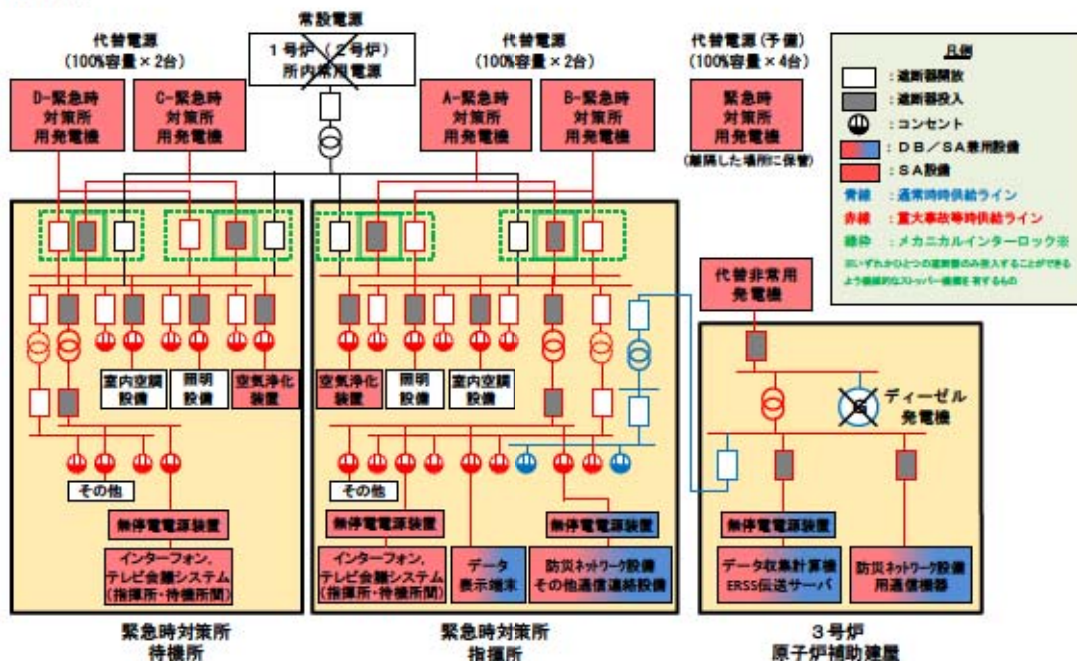 常設電源
代替電源
(100%容量×2台)
1号炉(2号炉)
所内常用電源
代替電源
(100%容量×2台)
代替電源(予備)
(100%容量×4台)
D-緊急時
対策所
用発電機
C-緊急時
対策所
用発電機
A-緊急時
対策所
用発電機
B-緊急時
対策所
用発電機
緊急時
対策所
用発電機
(離隔した場所に保管)
凡例
:遮断器開放
:遮断器投入
:コンセント
:DB/SA兼用設備
:SA設備
青線 :通常時時供給ライン
赤線 :重大事故等時供給ライン
緑枠 :メカニカルインターロック※
※いずれかひとつの遮断器のみ投入することができる
よう機械的なストッパー機構を有するもの
代替非常用
発電機
室内空調
設備
照明
設備
空気浄化
装置
空気浄化
装置
照明
設備
室内空調
設備
G
ディーゼル
発電機
その他
その他
無停電電源装置
無停電電源装置
無停電電源装置
無停電電源装置
インターフォン,
テレビ会議システム
(指揮所・待機所間)
インターフォン,
テレビ会議システム
(指揮所・待機所間)
データ
表示端末
防災ネットワーク設備
その他通信連絡設備
データ収集計算機
ERSS伝送サーバ
防災ネットワーク設備
用通信機器
緊急時対策所
待機所
緊急時対策所
指揮所
3号炉
原子炉補助建屋